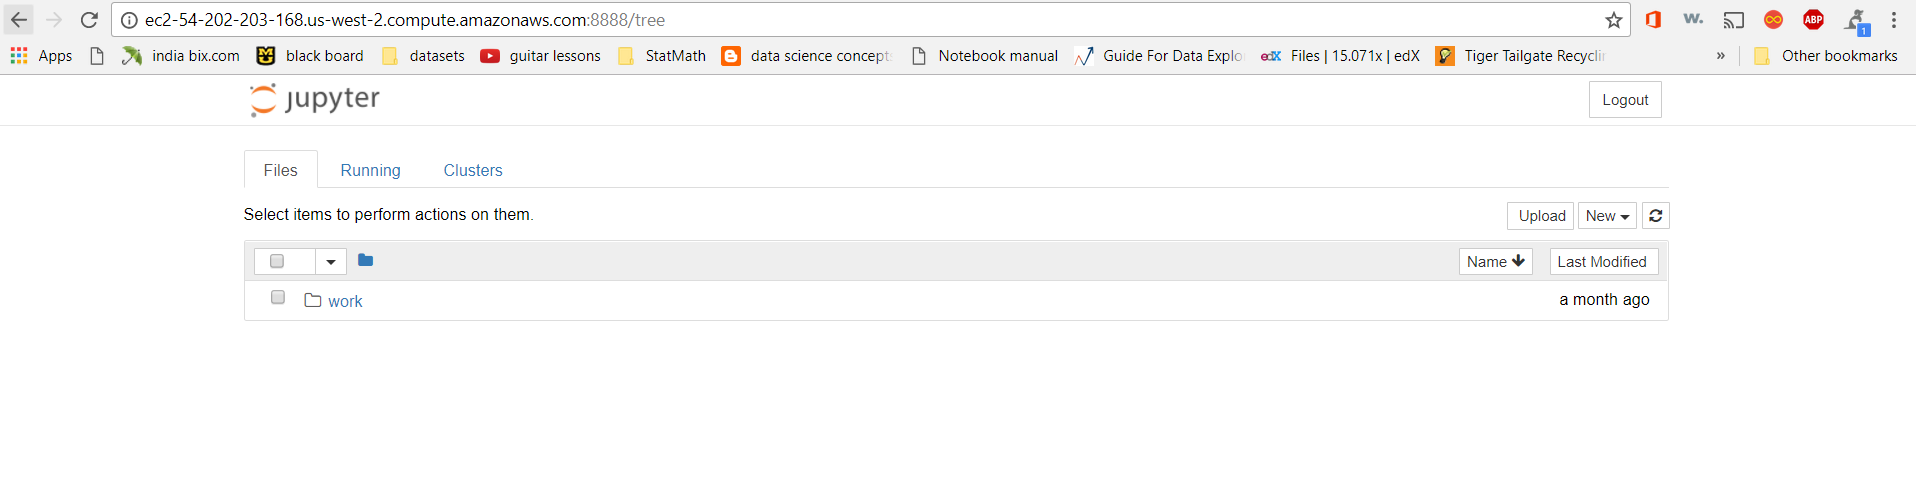 ec2-54-202-203-168.us-west-2.compute.amazonaws.com:8888/tree
W. ABP 1
Apps india bix.com black board datasets guitar lessons StatMath data science concept Notebook manual Guide For Data Explo edX Files | 15.071x | edX Tiger Tailgate Recycli » Other bookmarks
jupyter Logout
Files Running Clusters
Select items to perform actions on them. Upload New
Name Last Modified
work a month ago